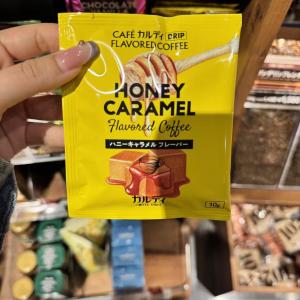 CHOCOLATE
CAFÉ カルディ DRIP
FLAVORED COFFEE
HONEY
CARAMEL
Flavored Coffee
ハニーキャラメル フレーバー
カルディ
10g